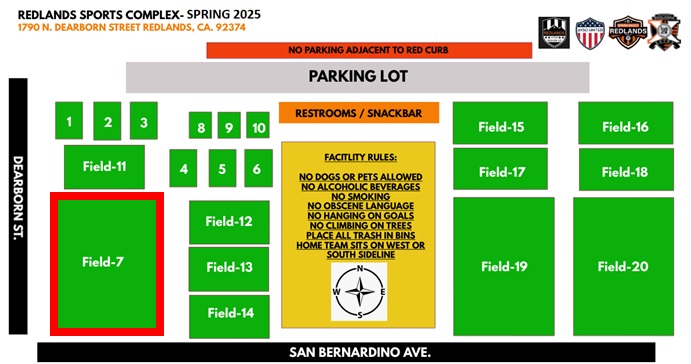 REDLANDS SPORTS COMPLEX- SPRING 2025
1790 N. DEARBORN STREET REDLANDS, CA. 92374
AYSO UNITED
REDLANDS
NO PARKING ADJACENT TO RED CURB
PARKING LOT
RESTROOMS / SNACKBAR
1 2 3
8 9 10
Field-15
Field-16
Field-11
4 5 6
Field-17
Field-18
FACITLITY RULES:
NO DOGS OR PETS ALLOWED
NO ALCOHOLIC BEVERAGES
NO SMOKING
NO OBSCENE LANGUAGE
NO HANGING ON GOALS
NO CLIMBING ON TREES
PLACE ALL TRASH IN BINS
HOME TEAM SITS ON WEST OR
SOUTH SIDELINE
N
W E
S
DEARBORN ST.
Field-7
Field-12
Field-13
Field-14
Field-19
Field-20
SAN BERNARDINO AVE.